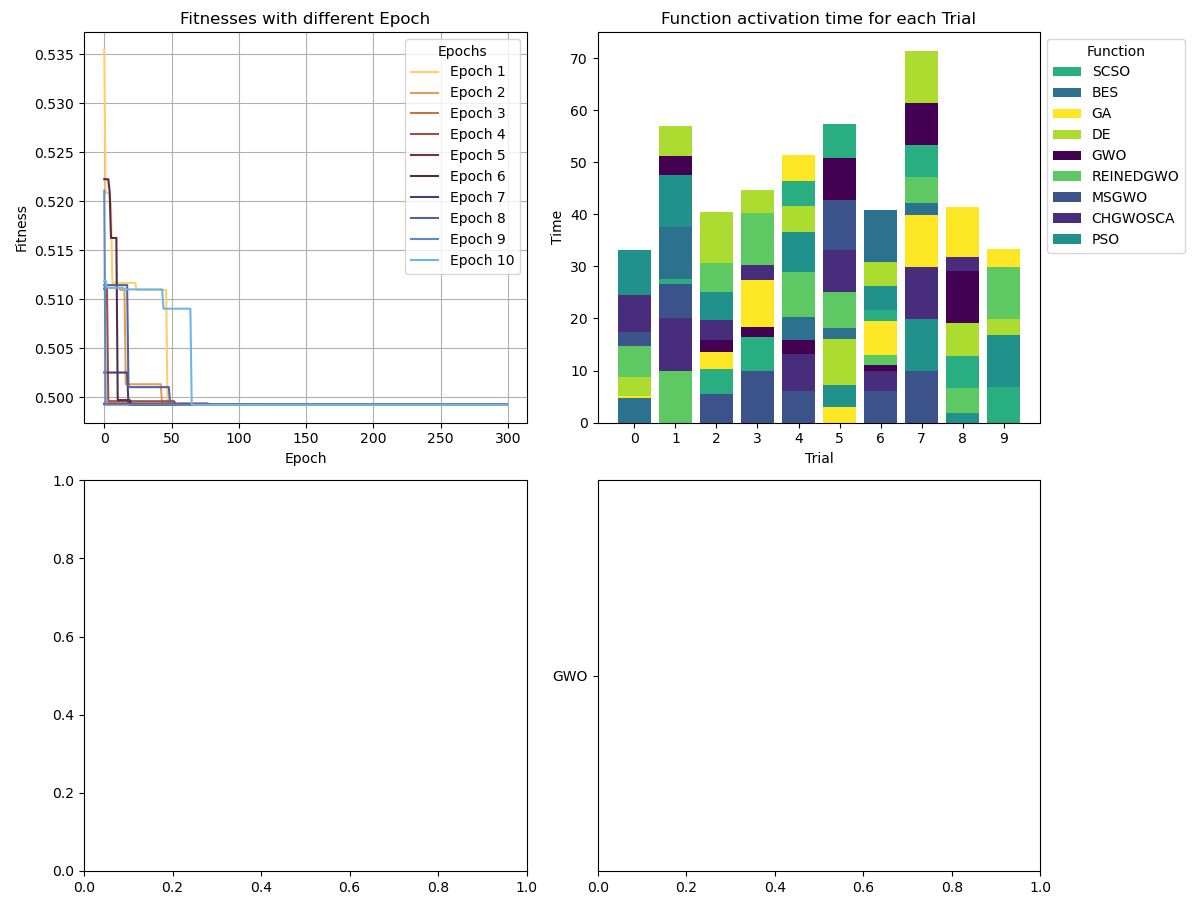 Fitnesses with different Epoch
Fitness
0.535
0.530
0.525
0.520
0.515
0.510
0.505
0.500
0 50 100 150 200 250 300
Epoch
Epochs
Epoch 1
Epoch 2
Epoch 3
Epoch 4
Epoch 5
Epoch 6
Epoch 7
Epoch 8
Epoch 9
Epoch 10
Function activation time for each Trial
Time
70
60
50
40
30
20
10
0
0 1 2 3 4 5 6 7 8 9
Trial
Function
SCSO
BES
GA
DE
GWO
REINEDGWO
MSGWO
CHGWOSCA
PSO
1.0
0.8
0.6
0.4
0.2
0.0
0.0 0.2 0.4 0.6 0.8 1.0
GWO
0.0 0.2 0.4 0.6 0.8 1.0